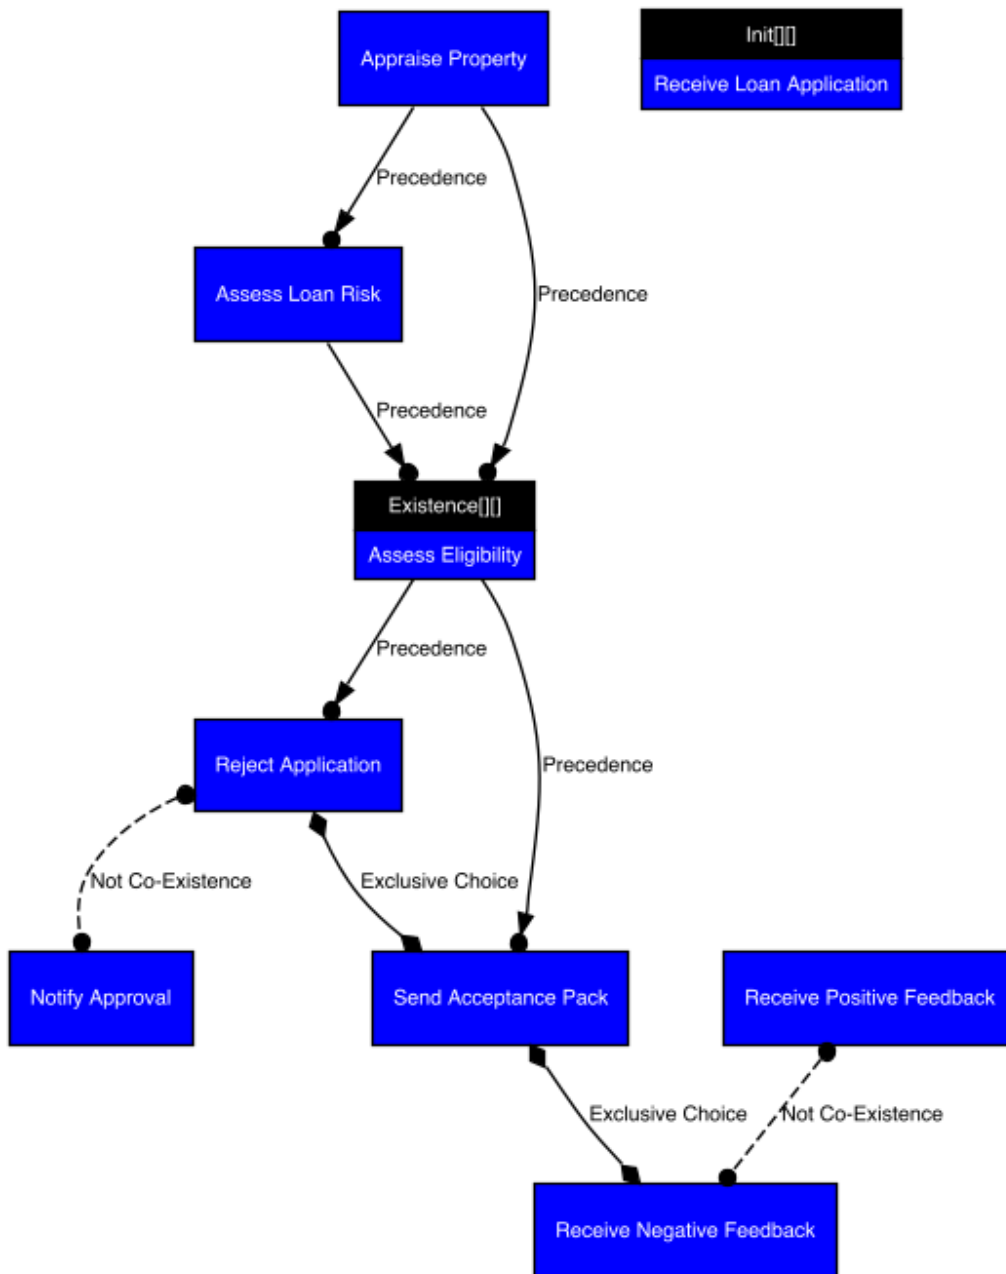 Appraise Property
Init[][]
Receive Loan Application
Precedence
Assess Loan Risk
Precedence
Precedence
Existence[][]
Assess Eligibility
Precedence
Reject Application
Precedence
Not Co-Existence
Exclusive Choice
Notify Approval
Send Acceptance Pack
Receive Positive Feedback
Exclusive Choice
Not Co-Existence
Receive Negative Feedback